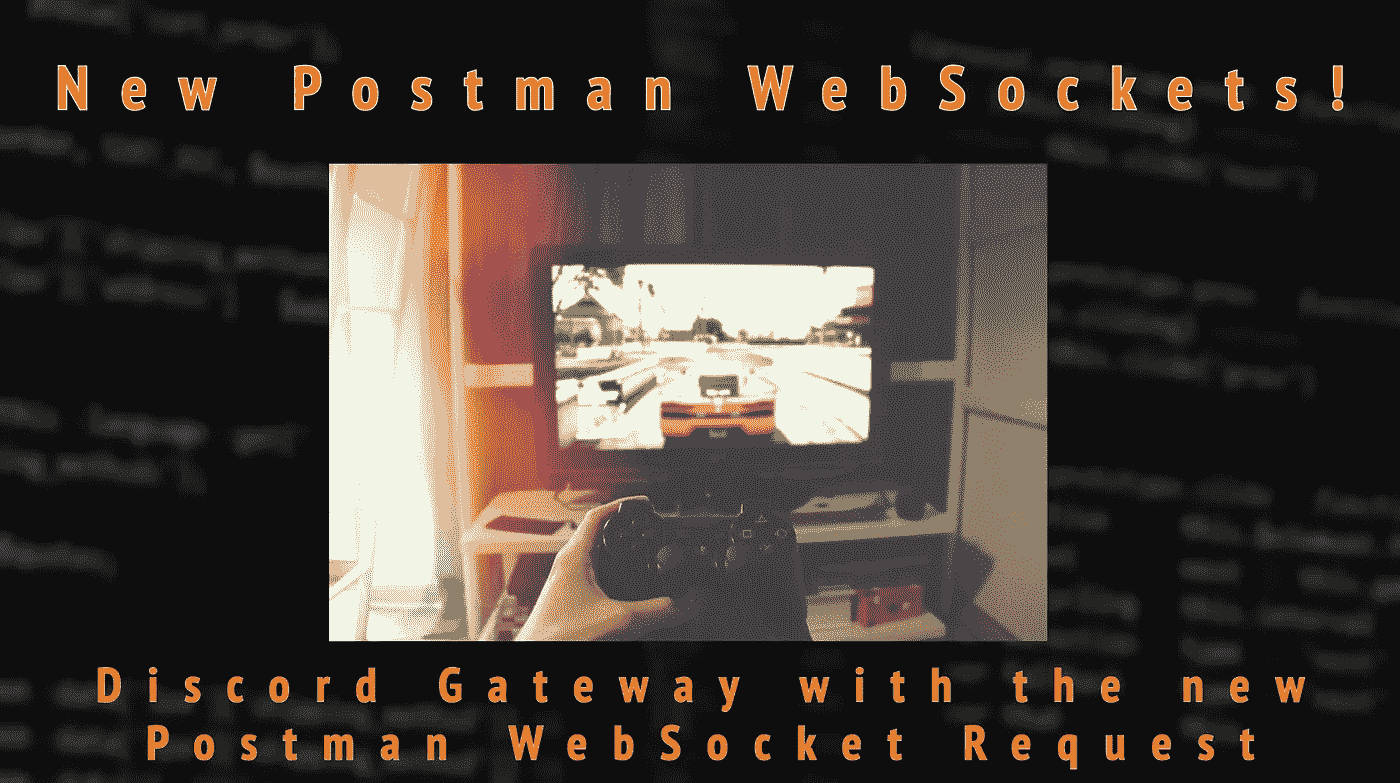 New Postman WebSockets!
Discord Gateway with the new
Postman WebSocket Request